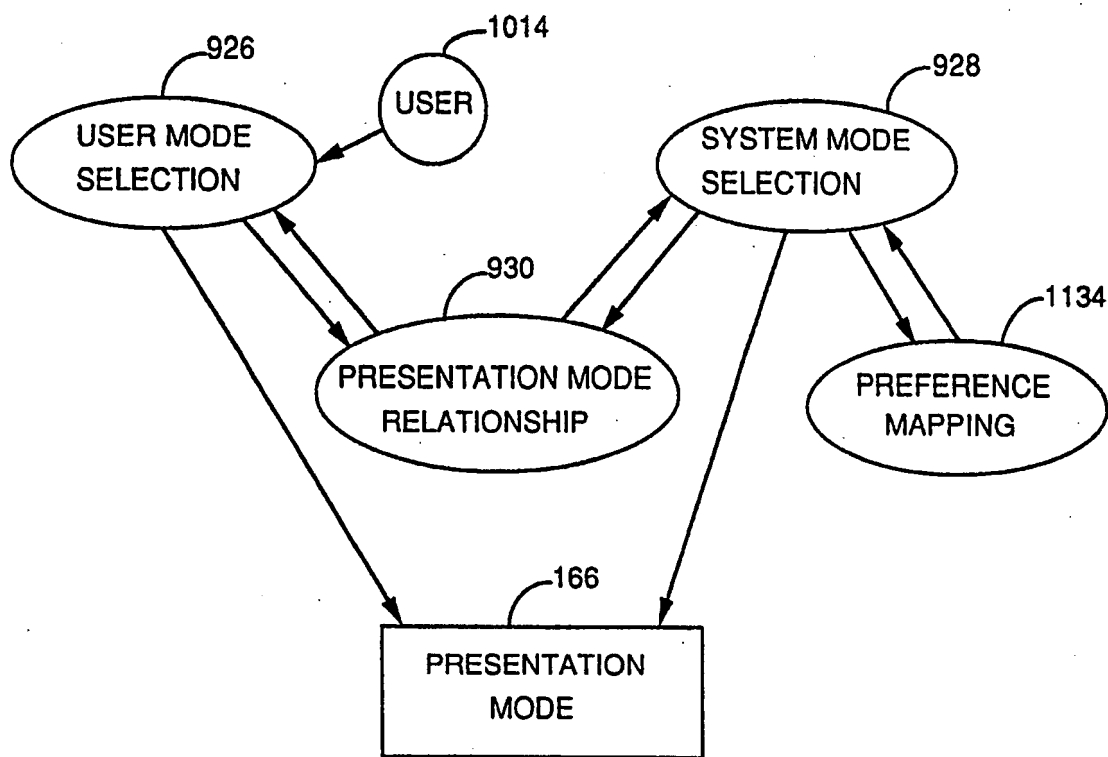 1014
926
USER
928
USER MODE
SELECTION
SYSTEM MODE
SELECTION
930
1134
PRESENTATION MODE
RELATIONSHIP
PREFERENCE
MAPPING
166
PRESENTATION
MODE